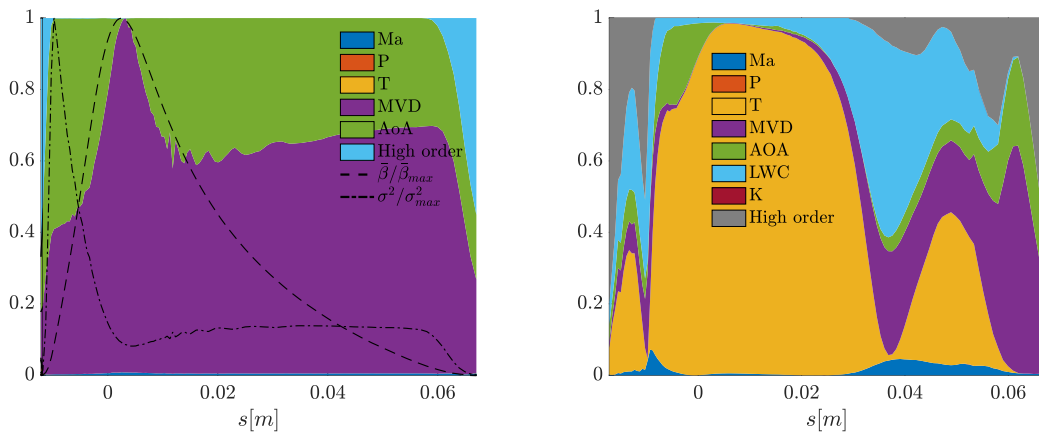 1
0.8
0.6
0.4
0.2
0
0
0.02
0.04
0.06
s[m]
Ma
P
T
MVD
AoA
High order
β̄/β̄max
σ²/σ²max
1
0.8
0.6
0.4
0.2
0
0
0.02
0.04
0.06
s[m]
Ma
P
T
MVD
AOA
LWC
K
High order